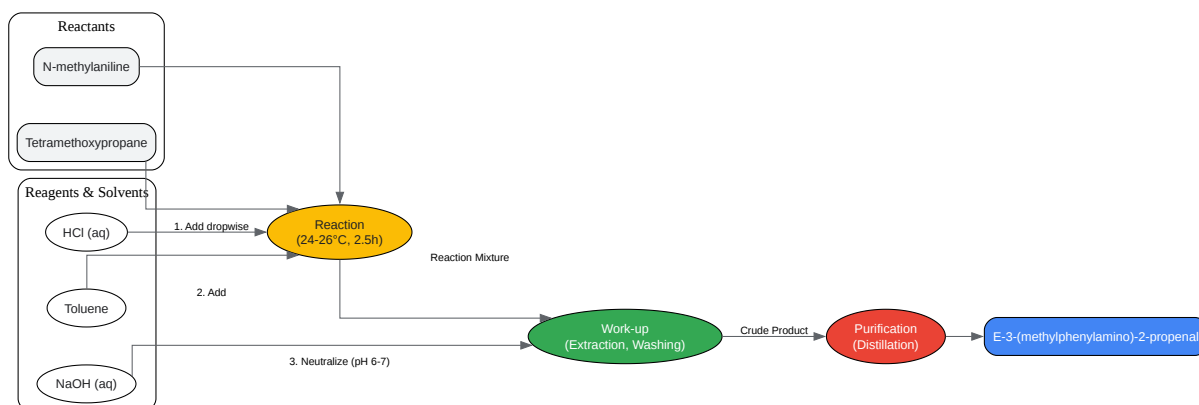 Reactants
N-methylaniline
Tetramethoxypropane
Reagents & Solvents
HCl (aq)
1. Add dropwise
Reaction
(24-26°C, 2.5h)
Reaction Mixture
2. Add
Toluene
Work-up
(Extraction, Washing)
Crude Product
Purification
(Distillation)
E-3-(methylphenylamino)-2-propenal
3. Neutralize (pH 6-7)
NaOH (aq)